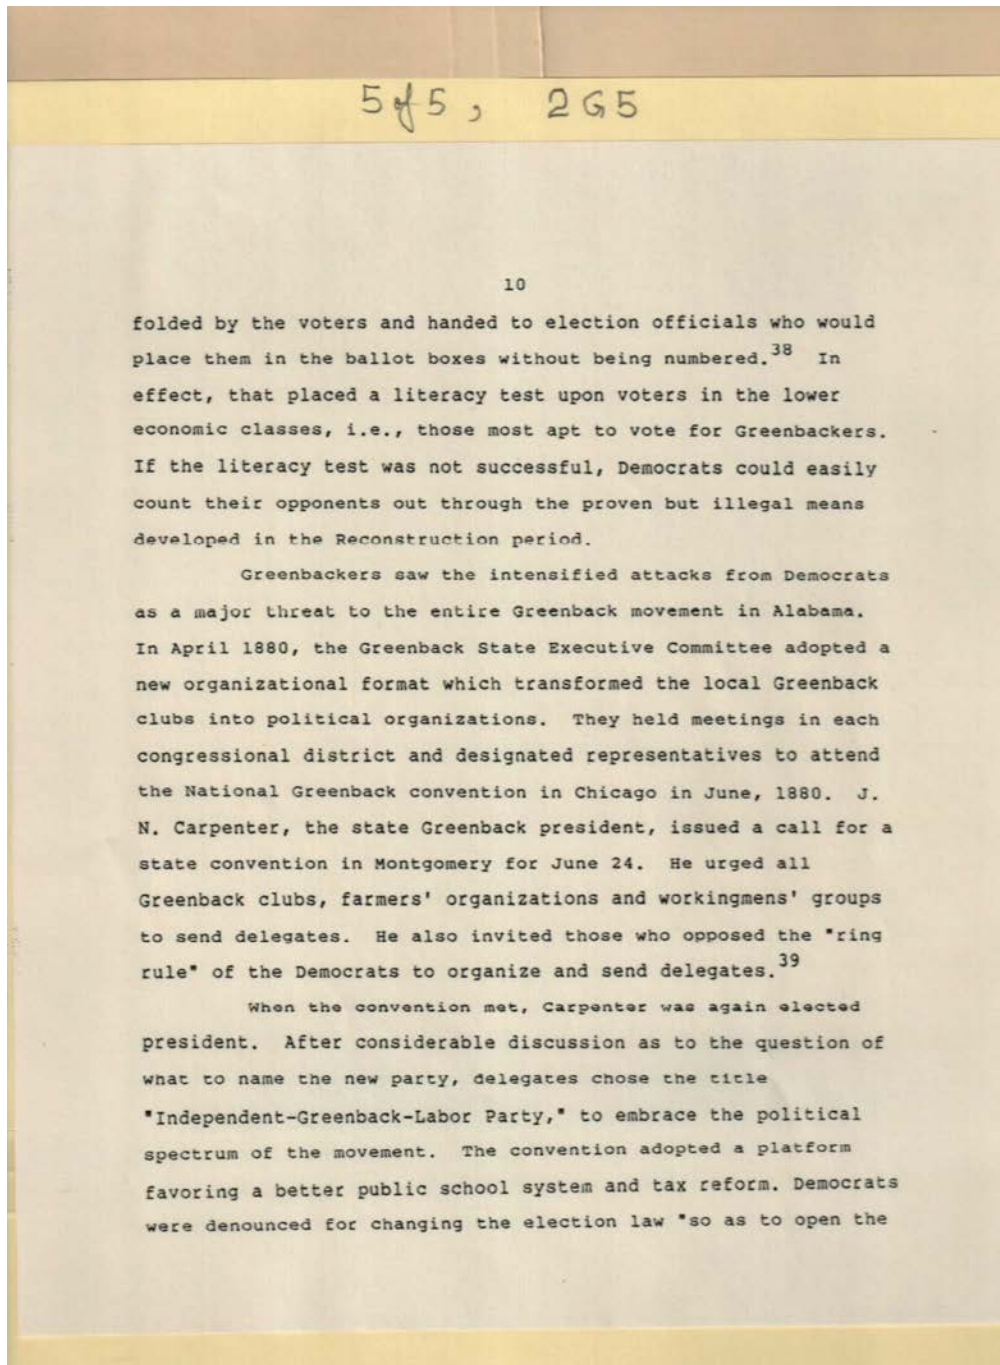 5 of 5, 2G5
10
folded by the voters and handed to election officials who would
place them in the ballot boxes without being numbered.38 In
effect, that placed a literacy test upon voters in the lower
economic classes, i.e., those most apt to vote for Greenbackers.
If the literacy test was not successful, Democrats could easily
count their opponents out through the proven but illegal means
developed in the Reconstruction period.
Greenbackers saw the intensified attacks from Democrats
as a major threat to the entire Greenback movement in Alabama.
In April 1880, the Greenback State Executive Committee adopted a
new organizational format which transformed the local Greenback
clubs into political organizations. They held meetings in each
congressional district and designated representatives to attend
the National Greenback convention in Chicago in June, 1880. J.
N. Carpenter, the state Greenback president, issued a call for a
state convention in Montgomery for June 24. He urged all
Greenback clubs, farmers' organizations and workingmens' groups
to send delegates. He also invited those who opposed the "ring
rule" of the Democrats to organize and send delegates.39
When the convention met, Carpenter was again elected
president. After considerable discussion as to the question of
what to name the new party, delegates chose the title
"Independent-Greenback-Labor Party," to embrace the political
spectrum of the movement. The convention adopted a platform
favoring a better public school system and tax reform. Democrats
were denounced for changing the election law "so as to open the